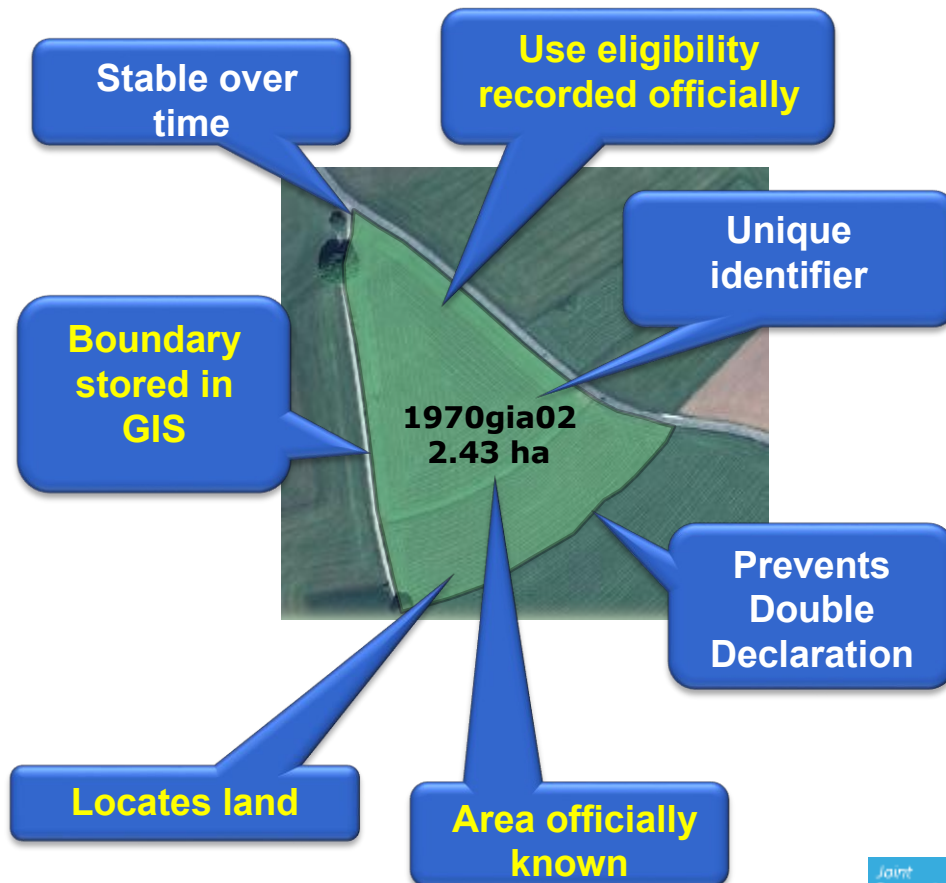 Stable over
time
Use eligibility
recorded officially
Unique
identifier
Boundary
stored in
GIS
1970gia02
2.43 ha
Prevents
Double
Declaration
Locates land
Area officially
known
Joint